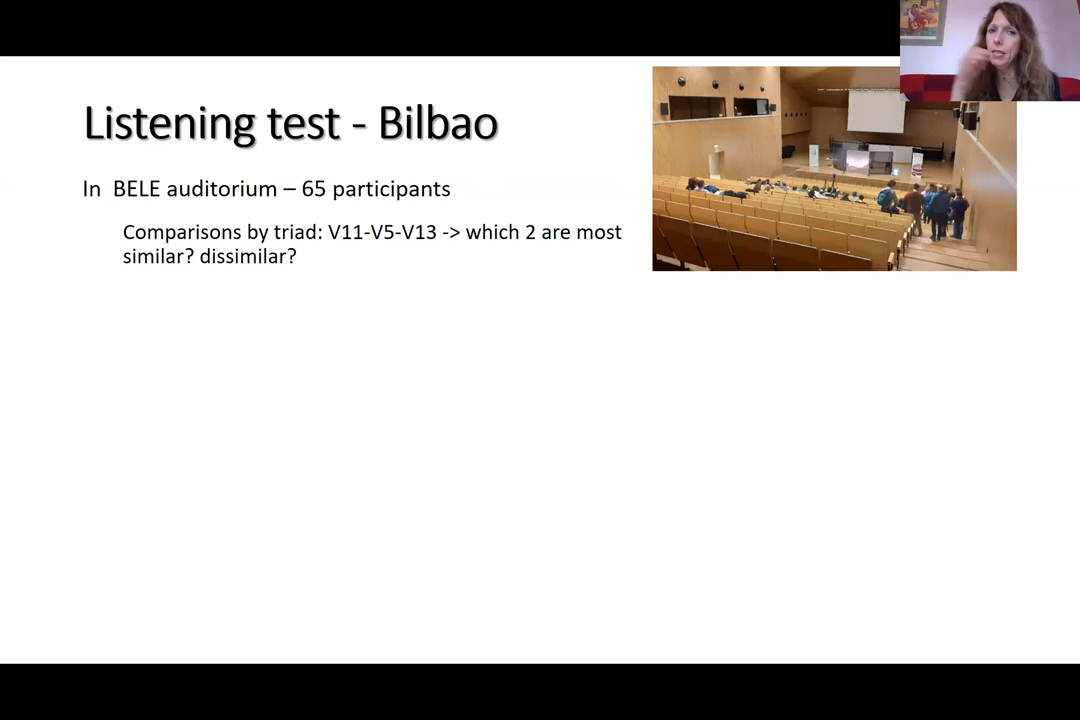 Listening test - Bilbao
In BELE auditorium – 65 participants
Comparisons by triad: V11-V5-V13 -> which 2 are most
similar? dissimilar?